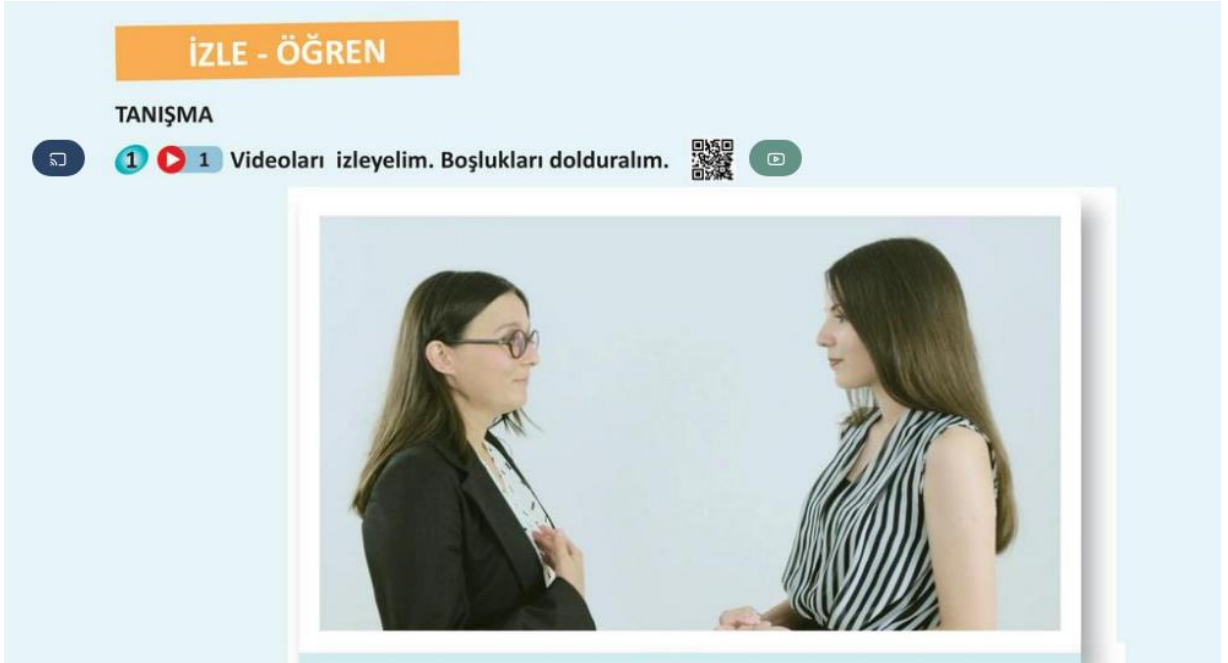 İZLE - ÖĞREN
TANIŞMA
1 1 Videoları izleyelim. Boşlukları dolduralım.